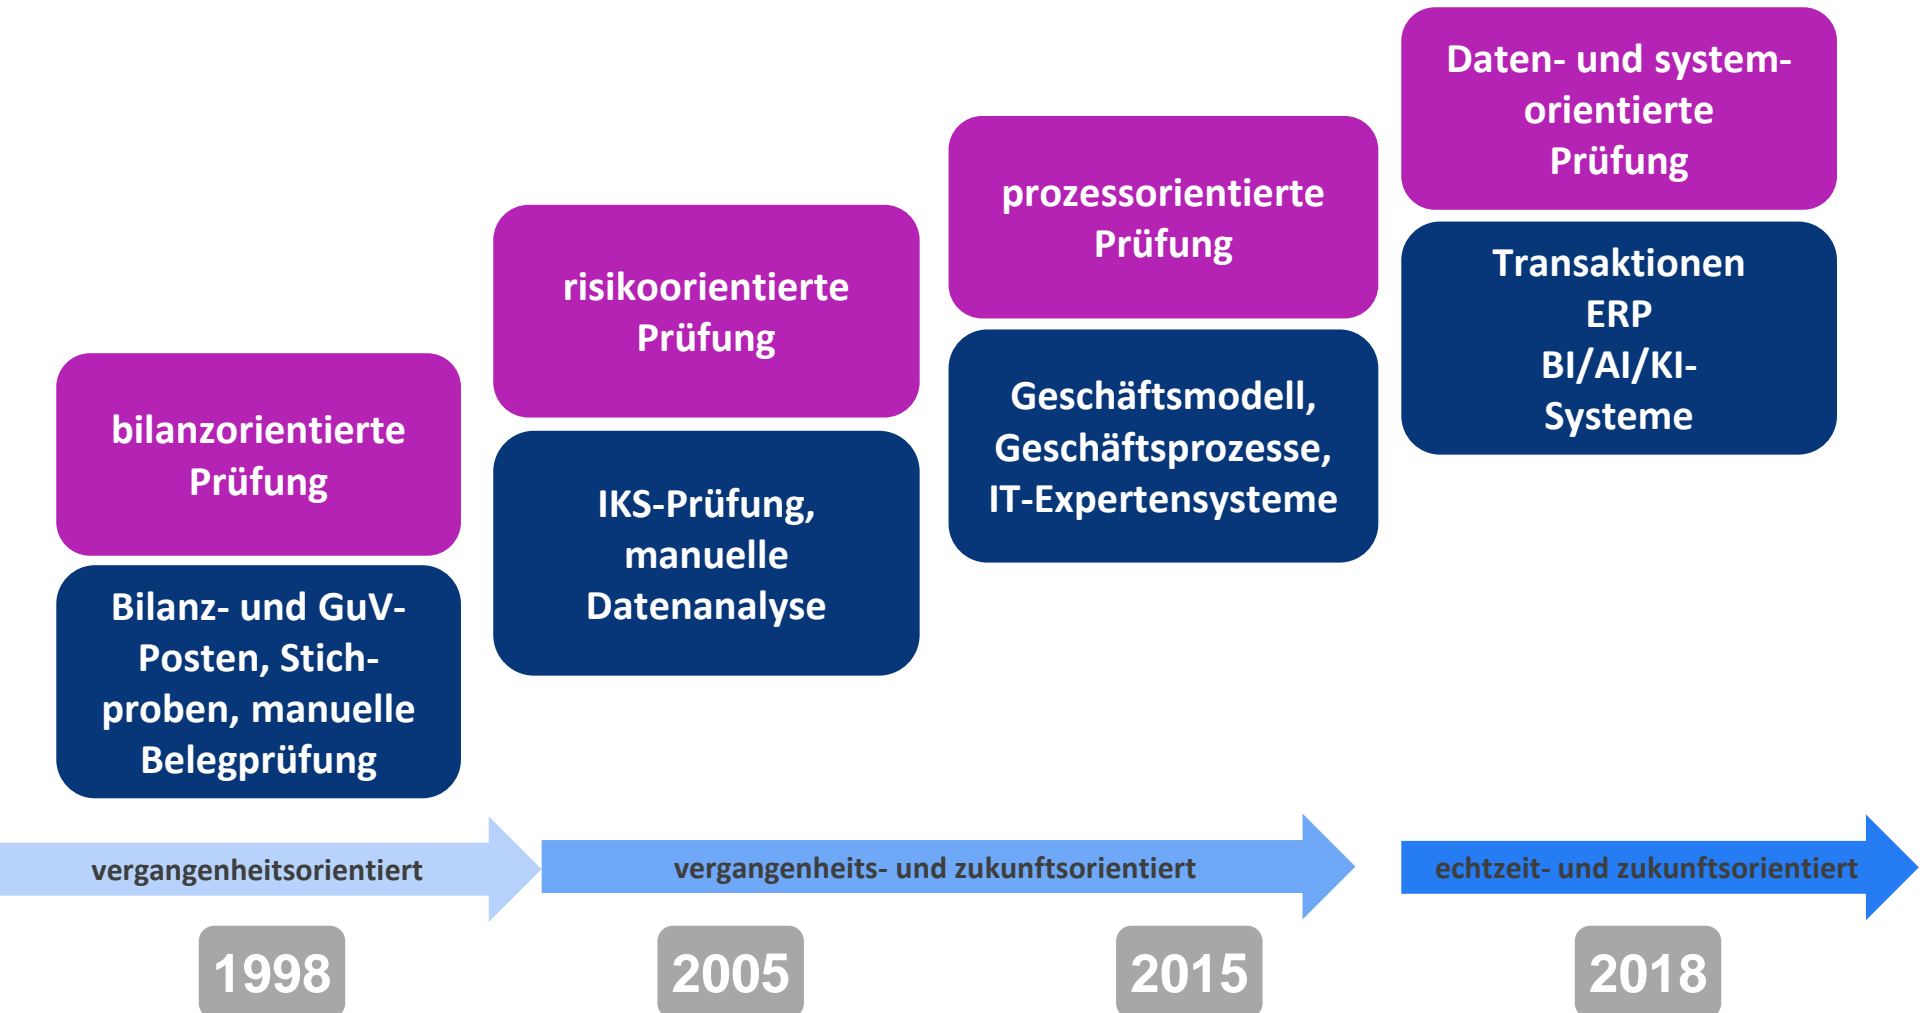 bilanzorientierte
Prüfung
Bilanz- und GuV-
Posten, Stich-
proben, manuelle
Belegprüfung
risikoorientierte
Prüfung
IKS-Prüfung,
manuelle
Datenanalyse
prozessorientierte
Prüfung
Geschäftsmodell,
Geschäftsprozesse,
IT-Expertensysteme
Daten- und system-
orientierte
Prüfung
Transaktionen
ERP
BI/AI/KI-
Systeme
vergangenheitsorientiert
vergangenheits- und zukunftsorientiert
echtzeit- und zukunftsorientiert
1998
2005
2015
2018